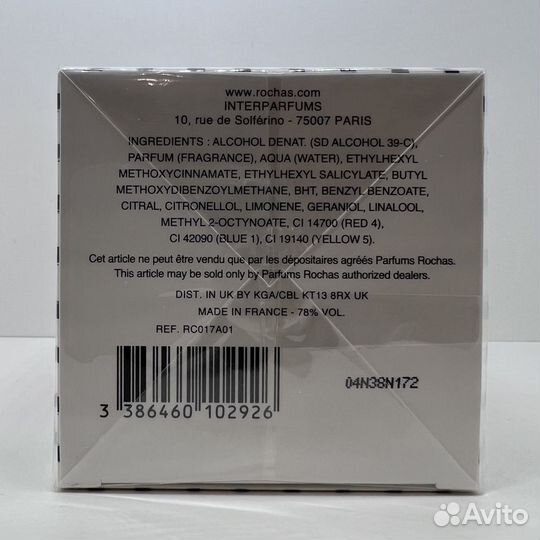 www.rochas.com
INTERPARFUMS
10, rue de Solférino - 75007 PARIS
INGREDIENTS : ALCOHOL DENAT. (SD ALCOHOL 39-C),
PARFUM (FRAGRANCE), AQUA (WATER), ETHYLHEXYL
METHOXYCINNAMATE, ETHYLHEXYL SALICYLATE, BUTYL
METHOXYDIBENZOYLMETHANE, BHT, BENZYL BENZOATE,
CITRAL, CITRONELLOL, LIMONENE, GERANIOL, LINALOOL,
METHYL 2-OCTYNOATE, CI 14700 (RED 4),
CI 42090 (BLUE 1), CI 19140 (YELLOW 5).
Cet article ne peut être vendu que par les dépositaires agréés Parfums Rochas.
This article may be sold only by Parfums Rochas authorized dealers.
DIST. IN UK BY KGA/CBL KT13 8RX UK
MADE IN FRANCE - 78% VOL.
REF. RC017A01
04N38N172
3 386460 102926
Avito